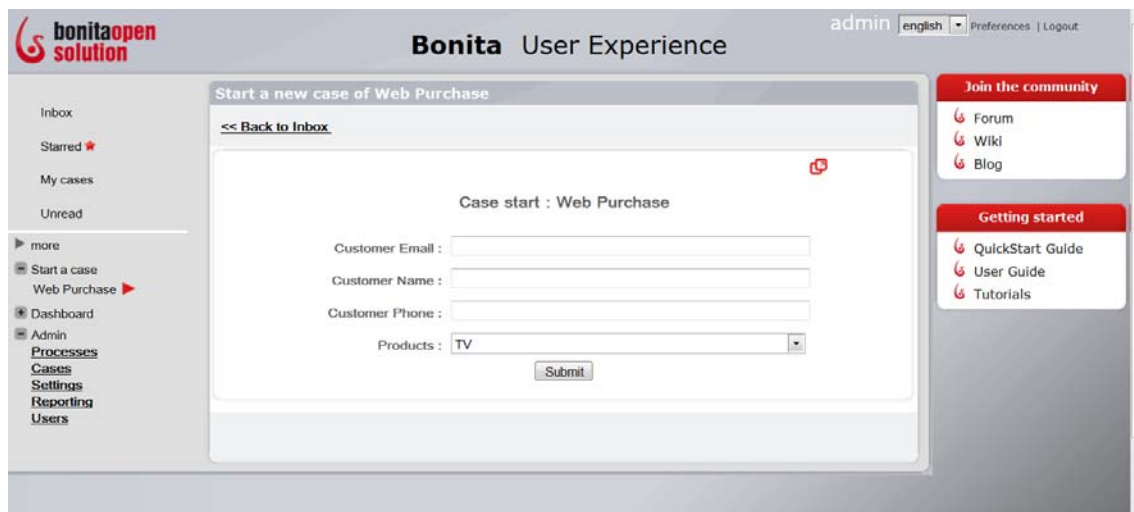 bonitaopen
solution
Bonita User Experience
admin english Preferences | Logout
Inbox
Starred
My cases
Unread
more
Start a case
Web Purchase
Dashboard
Admin
Processes
Cases
Settings
Reporting
Users
Start a new case of Web Purchase
<< Back to Inbox
Case start : Web Purchase
Customer Email :
Customer Name :
Customer Phone :
Products : TV
Submit
Join the community
Forum
Wiki
Blog
Getting started
QuickStart Guide
User Guide
Tutorials